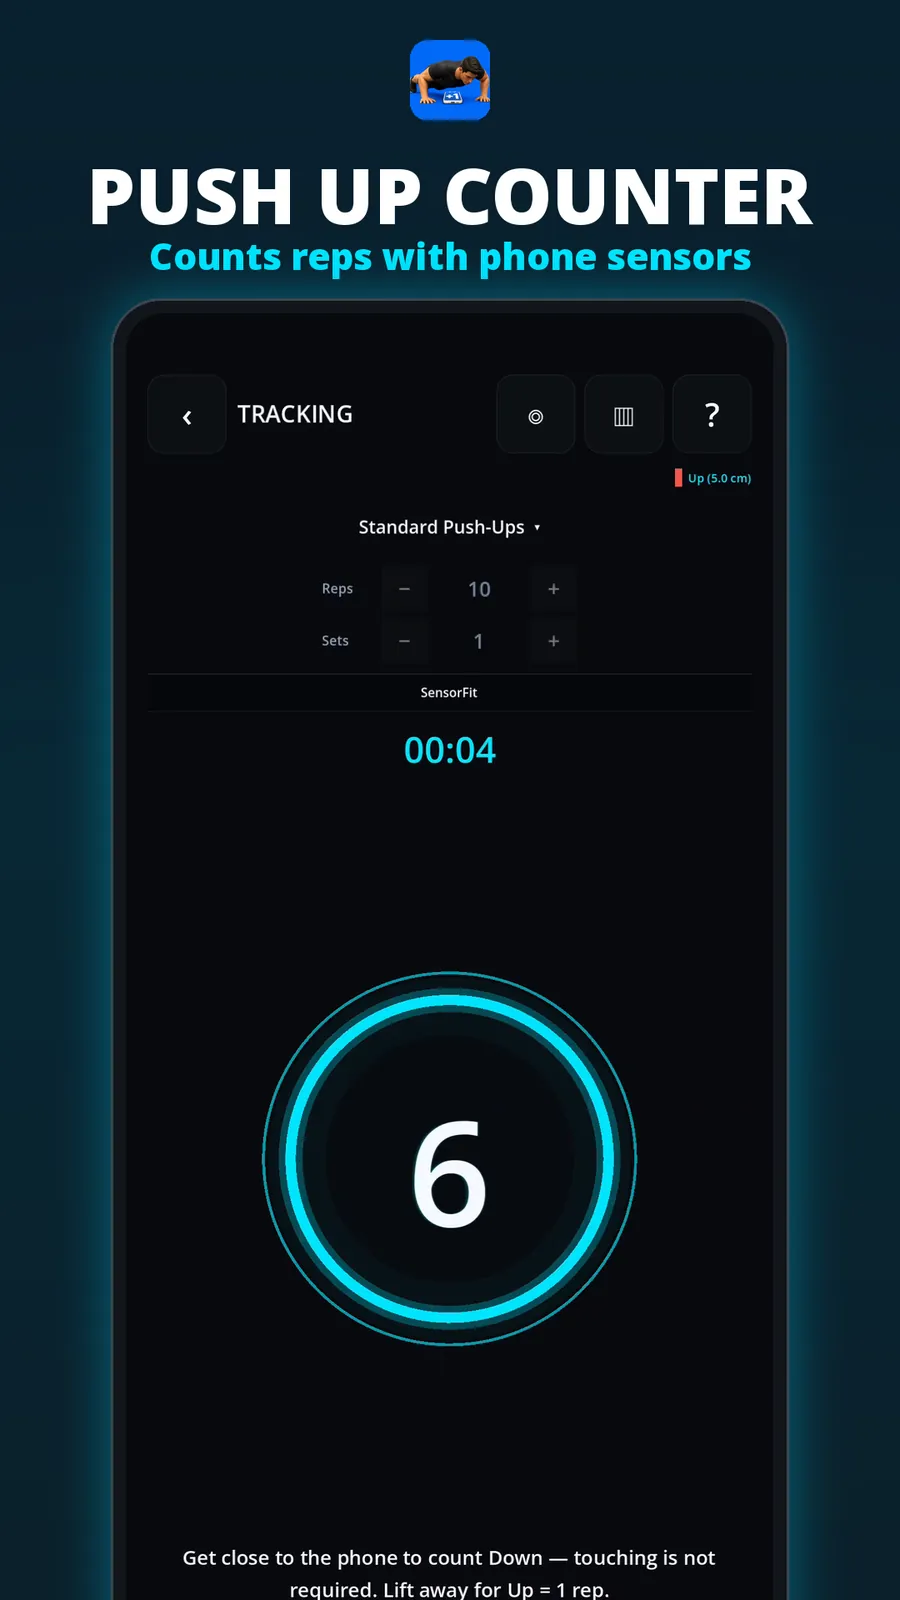 PUSH UP COUNTER
Counts reps with phone sensors
‹ TRACKING ?
Up (5.0 cm)
Standard Push-Ups ▾
Reps − 10 +
Sets − 1 +
SensorFit
00:04
6
Get close to the phone to count Down — touching is not
required. Lift away for Up = 1 rep.